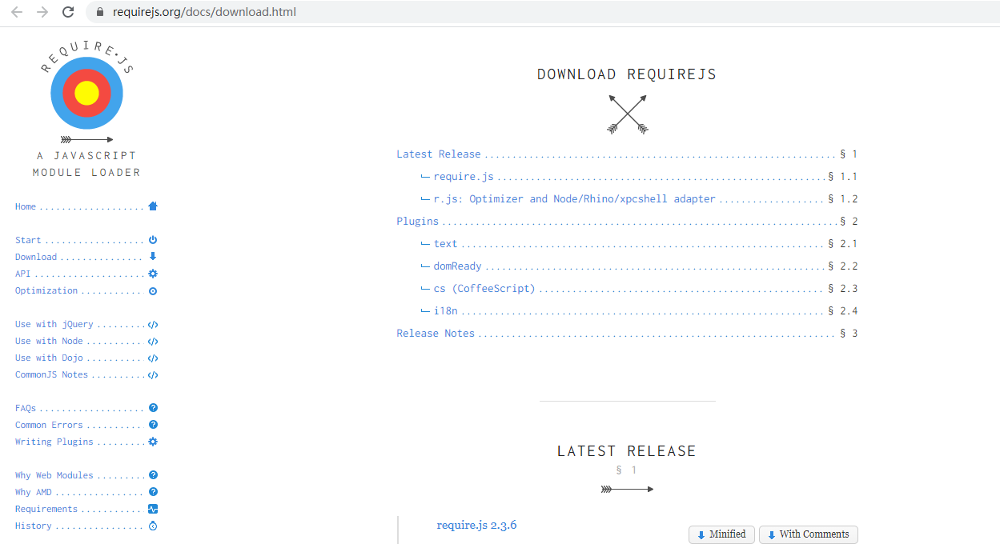 requirejs.org/docs/download.html
REQUIRE.JS
A JAVASCRIPT
MODULE LOADER
Home
Start
Download
API
Optimization
Use with jQuery
Use with Node
Use with Dojo
CommonJS Notes
FAQs
Common Errors
Writing Plugins
Why Web Modules
Why AMD
Requirements
History
DOWNLOAD REQUIREJS
Latest Release § 1
require.js § 1.1
r.js: Optimizer and Node/Rhino/xpcshell adapter § 1.2
Plugins § 2
text § 2.1
domReady § 2.2
cs (CoffeeScript) § 2.3
i18n § 2.4
Release Notes § 3
LATEST RELEASE
§ 1
require.js 2.3.6
Minified With Comments